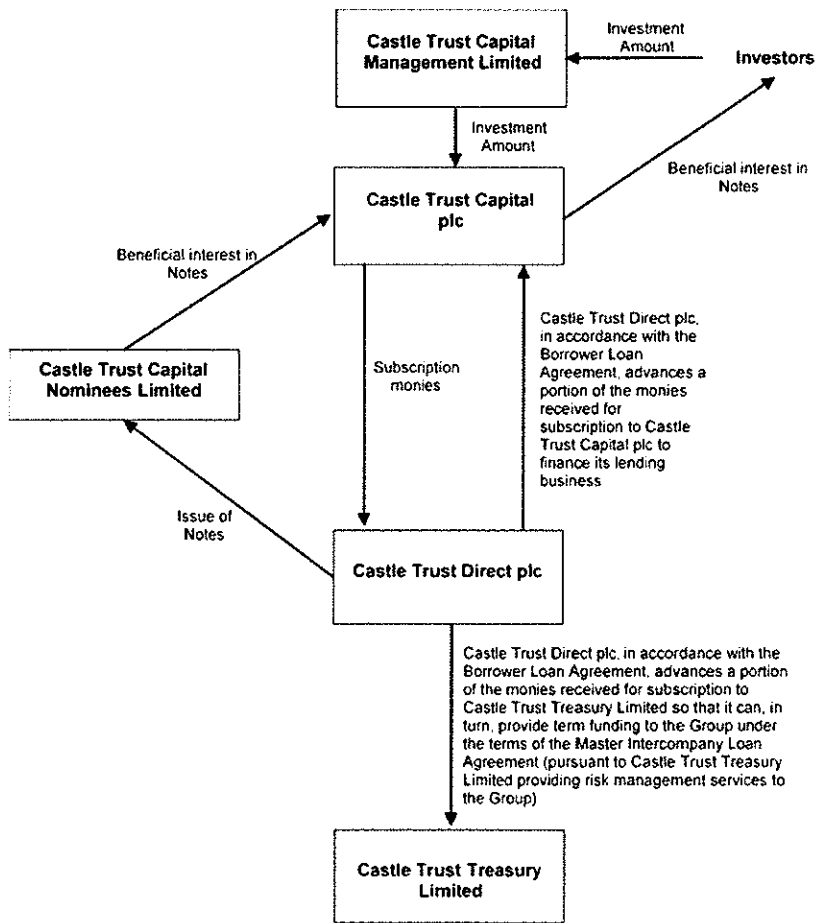 Castle Trust Capital
Management Limited
Investment
Amount
Investors
Investment
Amount
Castle Trust Capital
plc
Beneficial interest in
Notes
Beneficial interest in
Notes
Castle Trust Capital
Nominees Limited
Subscription
monies
Castle Trust Direct plc,
in accordance with the
Borrower Loan
Agreement, advances a
portion of the monies
received for
subscription to Castle
Trust Capital plc to
finance its lending
business
Issue of
Notes
Castle Trust Direct plc
Castle Trust Direct plc, in accordance with the
Borrower Loan Agreement, advances a portion
of the monies received for subscription to
Castle Trust Treasury Limited so that it can, in
turn, provide term funding to the Group under
the terms of the Master Intercompany Loan
Agreement (pursuant to Castle Trust Treasury
Limited providing risk management services to
the Group)
Castle Trust Treasury
Limited